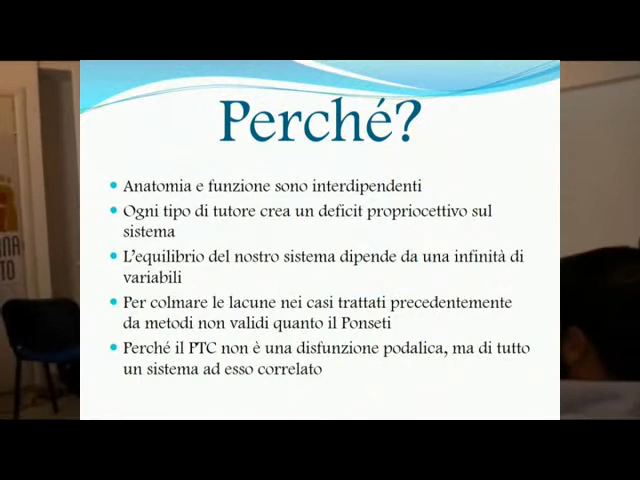 Perché?
Anatomia e funzione sono interdipendenti
Ogni tipo di tutore crea un deficit propriocettivo sul
sistema
L'equilibrio del nostro sistema dipende da una infinità di
variabili
Per colmare le lacune nei casi trattati precedentemente
da metodi non validi quanto il Ponseti
Perché il PTC non è una disfunzione podalica, ma di tutto
un sistema ad esso correlato